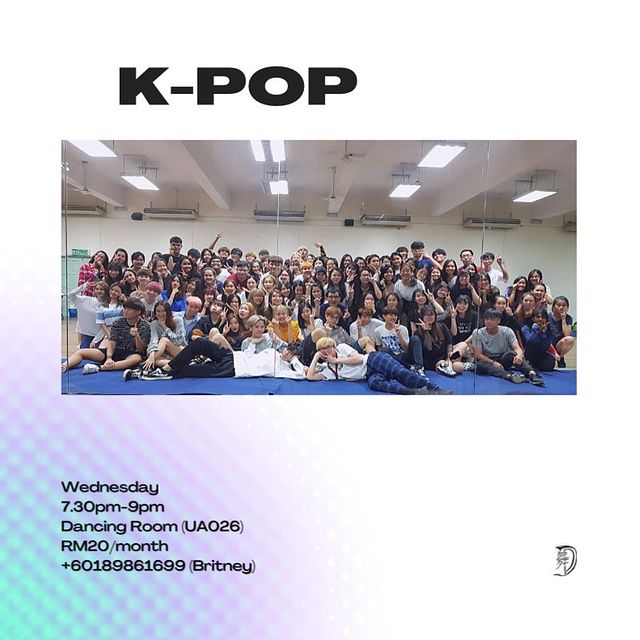 K-POP
Wednesday
7.30pm-9pm
Dancing Room (UA026)
RM20/month
+60189861699 (Britney)